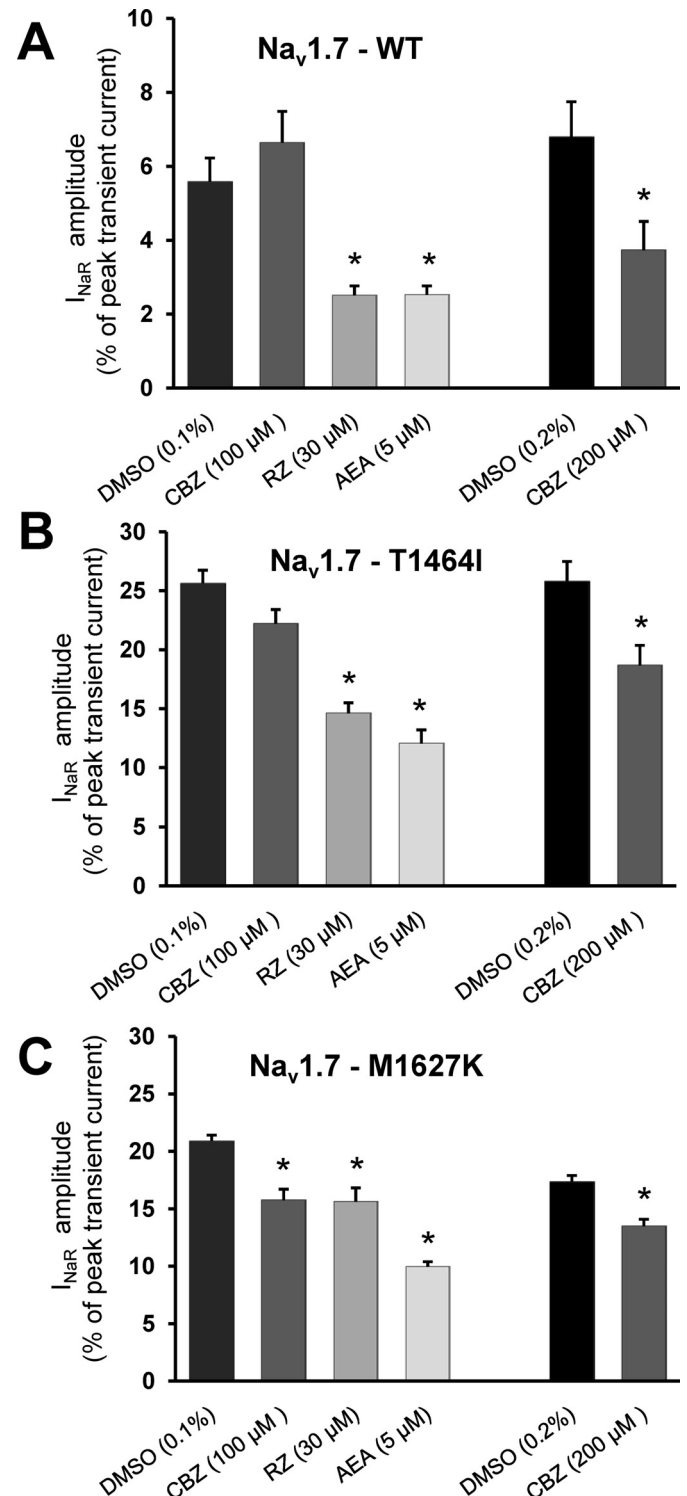 A
Nav1.7 - WT
INaR amplitude
(% of peak transient current)
10
8
6
4
2
0
*
*
*
DMSO (0.1%)
CBZ (100 µM )
RZ (30 µM)
AEA (5 µM)
DMSO (0.2%)
CBZ (200 µM )
B
Nav1.7 - T1464I
INaR amplitude
(% of peak transient current)
30
25
20
15
10
5
0
*
*
*
DMSO (0.1%)
CBZ (100 µM )
RZ (30 µM)
AEA (5 µM)
DMSO (0.2%)
CBZ (200 µM )
C
Nav1.7 - M1627K
INaR amplitude
(% of peak transient current)
30
25
20
15
10
5
0
*
*
*
*
DMSO (0.1%)
CBZ (100 µM )
RZ (30 µM)
AEA (5 µM)
DMSO (0.2%)
CBZ (200 µM )